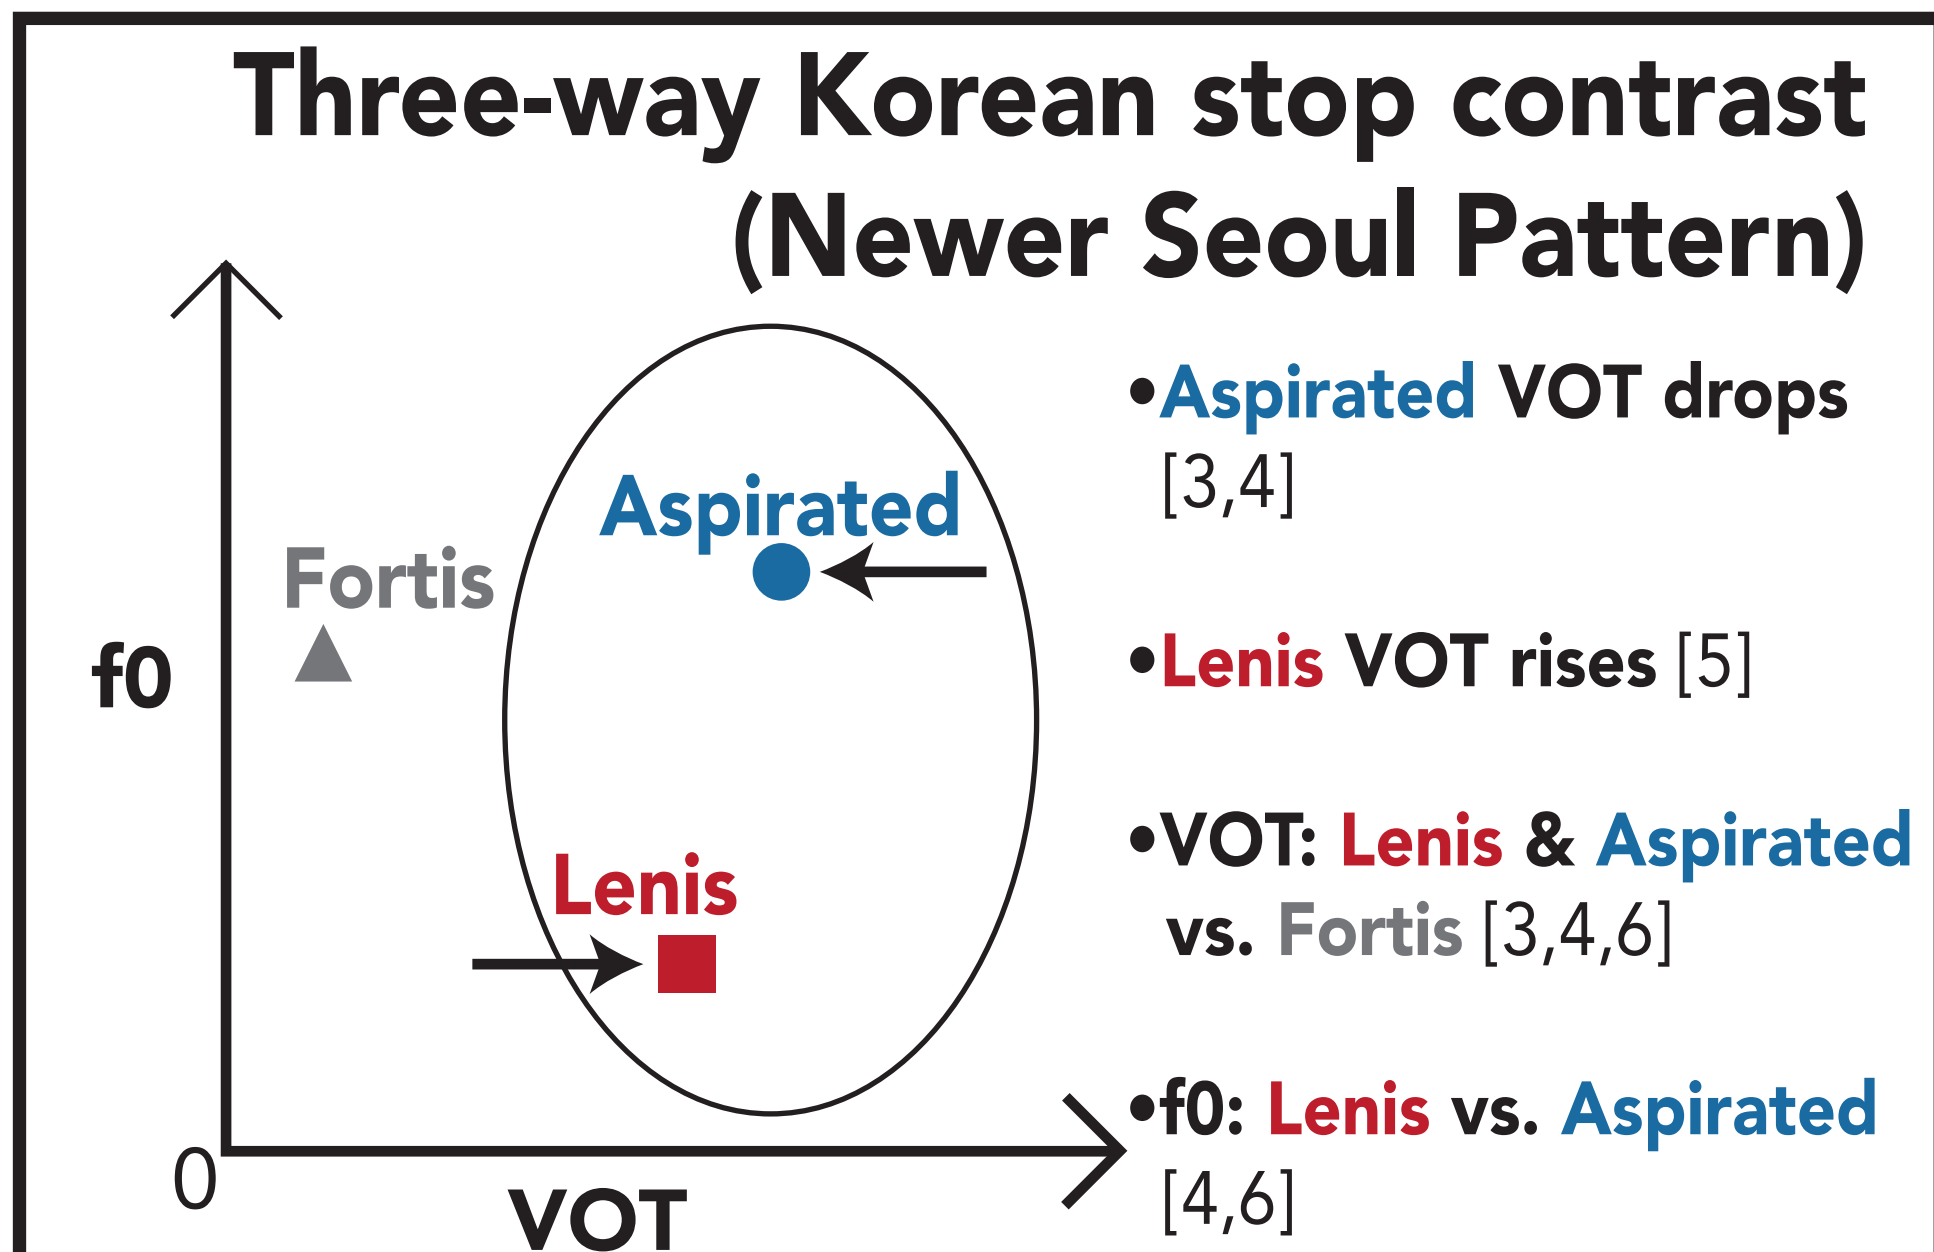 Three-way Korean stop contrast
(Newer Seoul Pattern)
•Aspirated VOT drops
[3,4]
•Lenis VOT rises [5]
•VOT: Lenis & Aspirated
vs. Fortis [3,4,6]
•f0: Lenis vs. Aspirated
[4,6]
Aspirated
Fortis
f0
Lenis
0
VOT